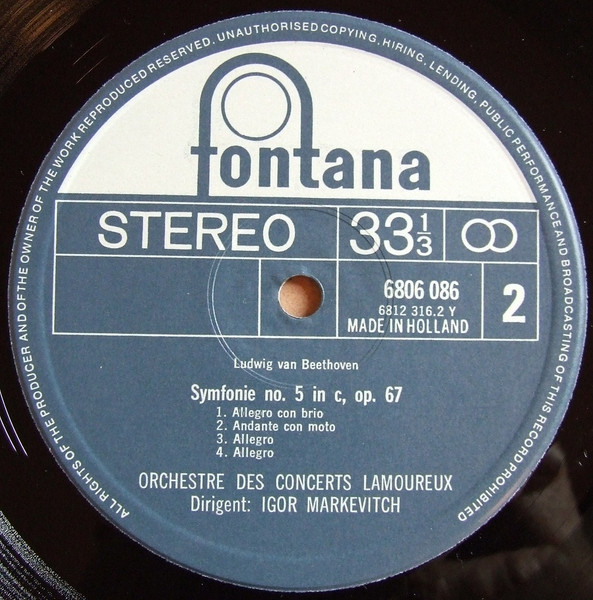 ALL RIGHTS OF THE PRODUCER AND OF THE OWNER OF THE WORK REPRODUCED RESERVED. UNAUTHORISED COPYING, HIRING, LENDING, PUBLIC PERFORMANCE AND BROADCASTING OF THIS RECORD PROHIBITED
fontana
STEREO 33 1/3
6806 086
6812 316.2 Y
MADE IN HOLLAND
2
Ludwig van Beethoven
Symfonie no. 5 in c, op. 67
1. Allegro con brio
2. Andante con moto
3. Allegro
4. Allegro
ORCHESTRE DES CONCERTS LAMOUREUX
Dirigent: IGOR MARKEVITCH